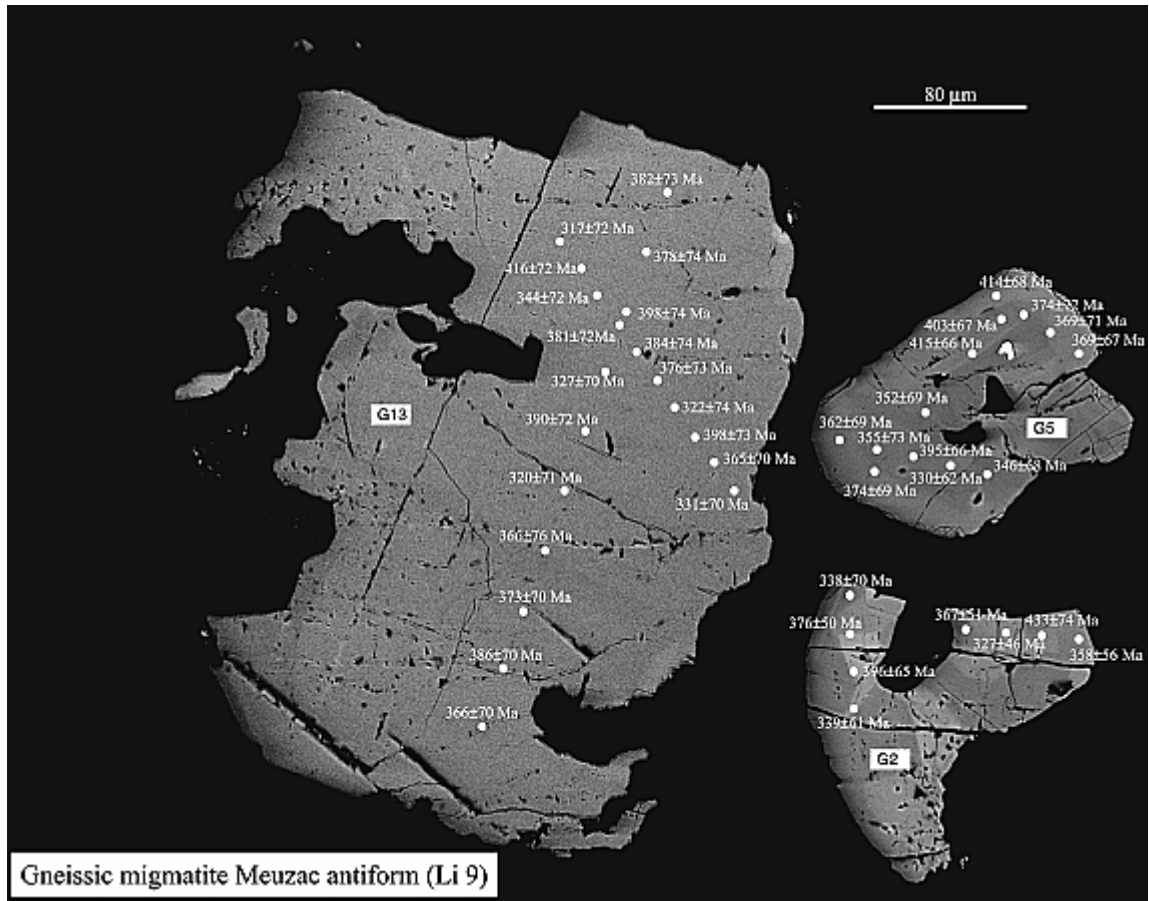 80 µm
382±73 Ma
317±72 Ma
378±74 Ma
416±72 Ma
344±72 Ma
398±74 Ma
381±72 Ma
384±74 Ma
376±73 Ma
327±70 Ma
322±74 Ma
G13
390±72 Ma
398±73 Ma
365±70 Ma
320±71 Ma
331±70 Ma
366±76 Ma
373±70 Ma
386±70 Ma
366±70 Ma
414±68 Ma
374±72 Ma
403±67 Ma
369±71 Ma
415±66 Ma
369±67 Ma
352±69 Ma
G5
362±69 Ma
355±73 Ma
395±66 Ma
346±68 Ma
330±62 Ma
374±69 Ma
338±70 Ma
376±50 Ma
367±51 Ma
433±74 Ma
327±46 Ma
358±56 Ma
396±65 Ma
339±61 Ma
G2
Gneissic migmatite Meuzac antiform (Li 9)